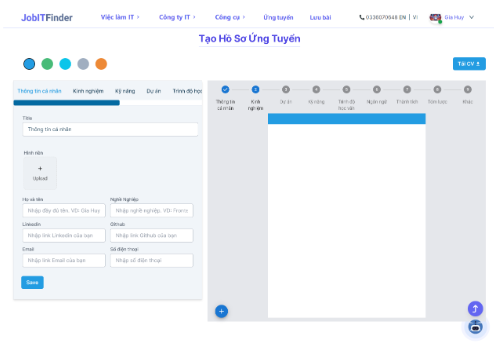 JobITFinder
Việc làm IT
Công ty IT
Công cụ
Ứng tuyển
Lưu bài
0336070648 EN | VI
Gia Huy
Tạo Hồ Sơ Ứng Tuyển
Tải CV
Thông tin cá nhân
Kinh nghiệm
Kỹ năng
Dự án
Trình độ học
Title
Thông tin cá nhân
Hình nền
+
Upload
Họ và tên
Nghề Nghiệp
Nhập đầy đủ tên. VD: Gia Huy
Nhập nghề nghiệp. VD: Fronte
LinkedIn
Github
Nhập link LinkedIn của bạn
Nhập link Github của bạn
Email
Số điện thoại
Nhập link Email của bạn
Nhập số điện thoại
Save
Thông tin
cá nhân
Kinh
nghiệm
Dự án
Kỹ năng
Trình độ
học vấn
Ngôn ngữ
Thành tích
Tóm lược
Khác
+